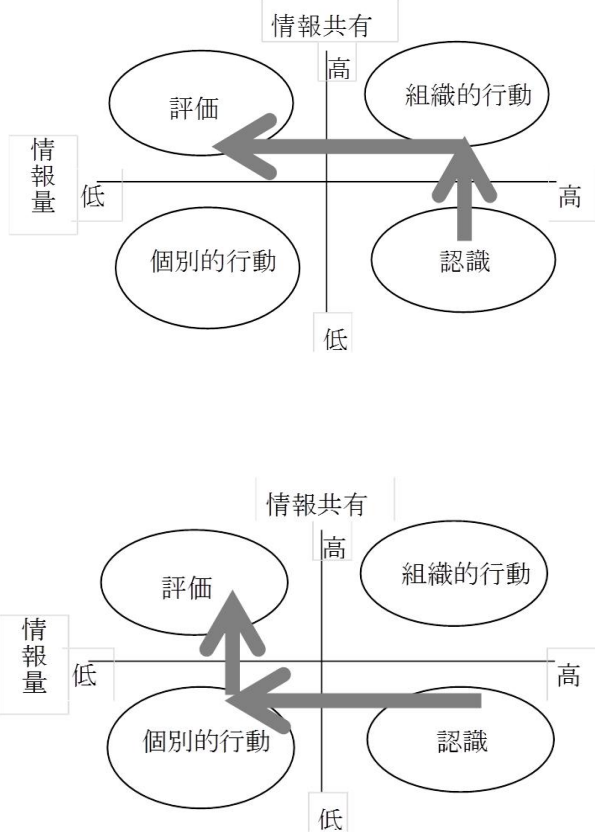 情報共有
高
評価
組織的行動
情報量
低
高
個別的行動
認識
低
情報共有
高
評価
組織的行動
情報量
低
高
個別的行動
認識
低